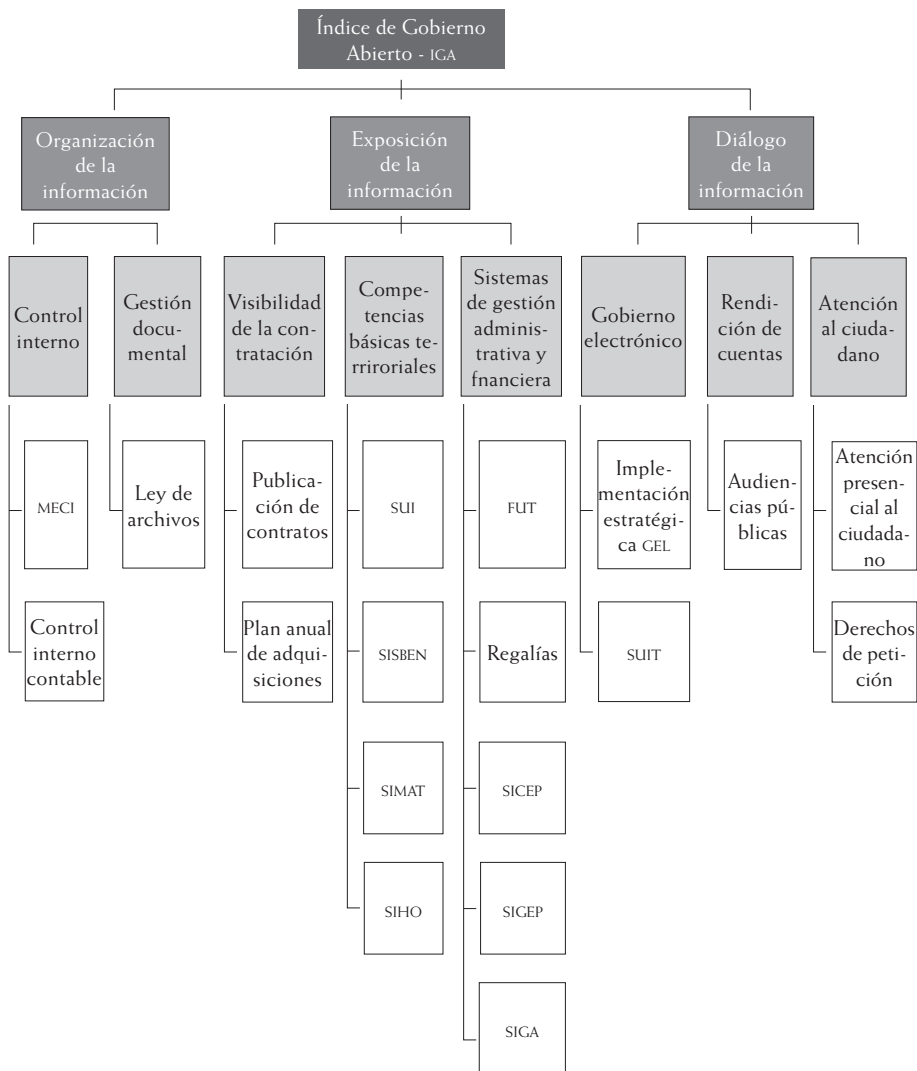 Índice de Gobierno
Abierto - IGA
Organización
de la
información
Exposición
de la
información
Diálogo
de la
información
Control
interno
Gestión
docu-
mental
Visibilidad
de la con-
tratación
Compe-
tencias
básicas te-
rriroriales
Sistemas
de gestión
adminis-
trativa y
fnanciera
Gobierno
electrónico
Rendi-
ción de
cuentas
Atención
al ciuda-
dano
MECI
Ley de
archivos
Publica-
ción de
contratos
SUI
FUT
Imple-
mentación
estratégi-
ica GEL
Audien-
cias pú-
blicas
Atención
presen-
cial al
ciudada-
no
Control
interno
contable
Plan anual
de adqui-
siciones
SISBEN
Regalías
SUIT
Derechos
de peti-
ción
SIMAT
SICEP
SIHO
SIGEP
SIGA